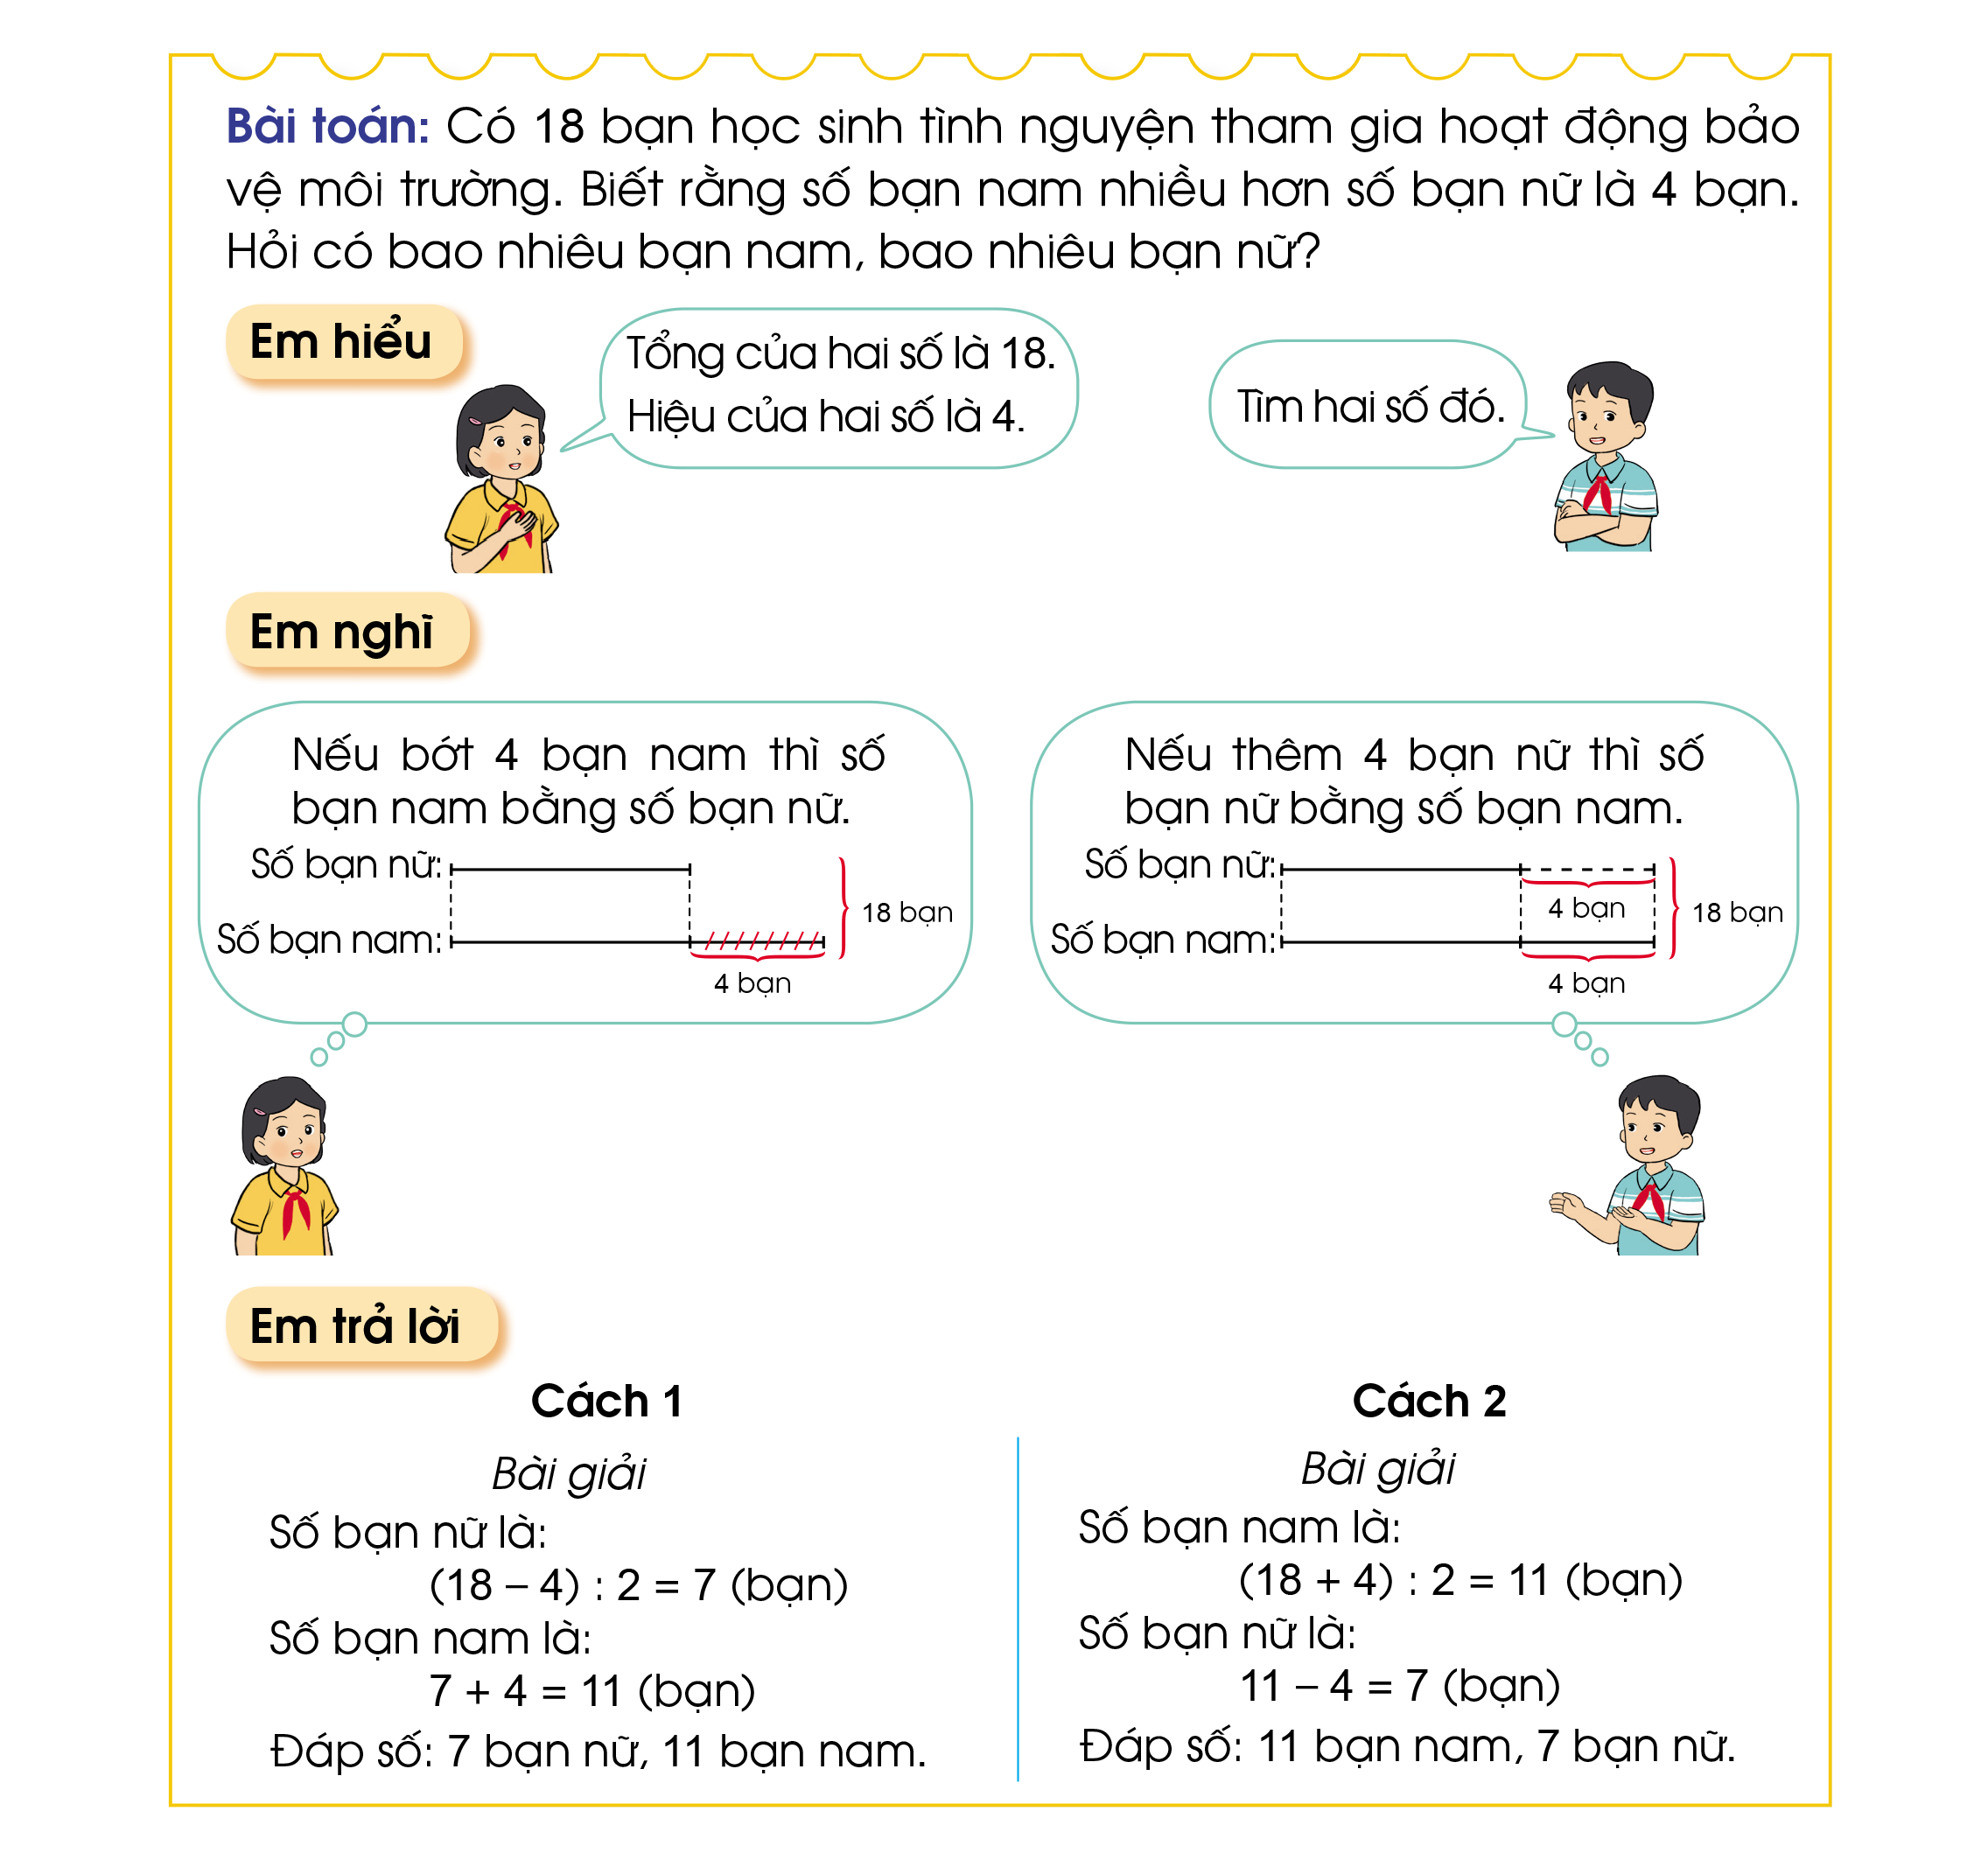 Bài toán: Có 18 bạn học sinh tình nguyện tham gia hoạt động bảo
vệ môi trường. Biết rằng số bạn nam nhiều hơn số bạn nữ là 4 bạn.
Hỏi có bao nhiêu bạn nam, bao nhiêu bạn nữ?
Em hiểu
Tổng của hai số là 18.
Hiệu của hai số là 4.
Tìm hai số đó.
Em nghĩ
Nếu bớt 4 bạn nam thì số
bạn nam bằng số bạn nữ.
Số bạn nữ:
18 bạn
Số bạn nam:
4 bạn
Nếu thêm 4 bạn nữ thì số
bạn nữ bằng số bạn nam.
Số bạn nữ:
4 bạn
18 bạn
Số bạn nam:
4 bạn
Em trả lời
Cách 1
Bài giải
Số bạn nữ là:
(18 – 4) : 2 = 7 (bạn)
Số bạn nam là:
7 + 4 = 11 (bạn)
Đáp số: 7 bạn nữ, 11 bạn nam.
Cách 2
Bài giải
Số bạn nam là:
(18 + 4) : 2 = 11 (bạn)
Số bạn nữ là:
11 – 4 = 7 (bạn)
Đáp số: 11 bạn nam, 7 bạn nữ.